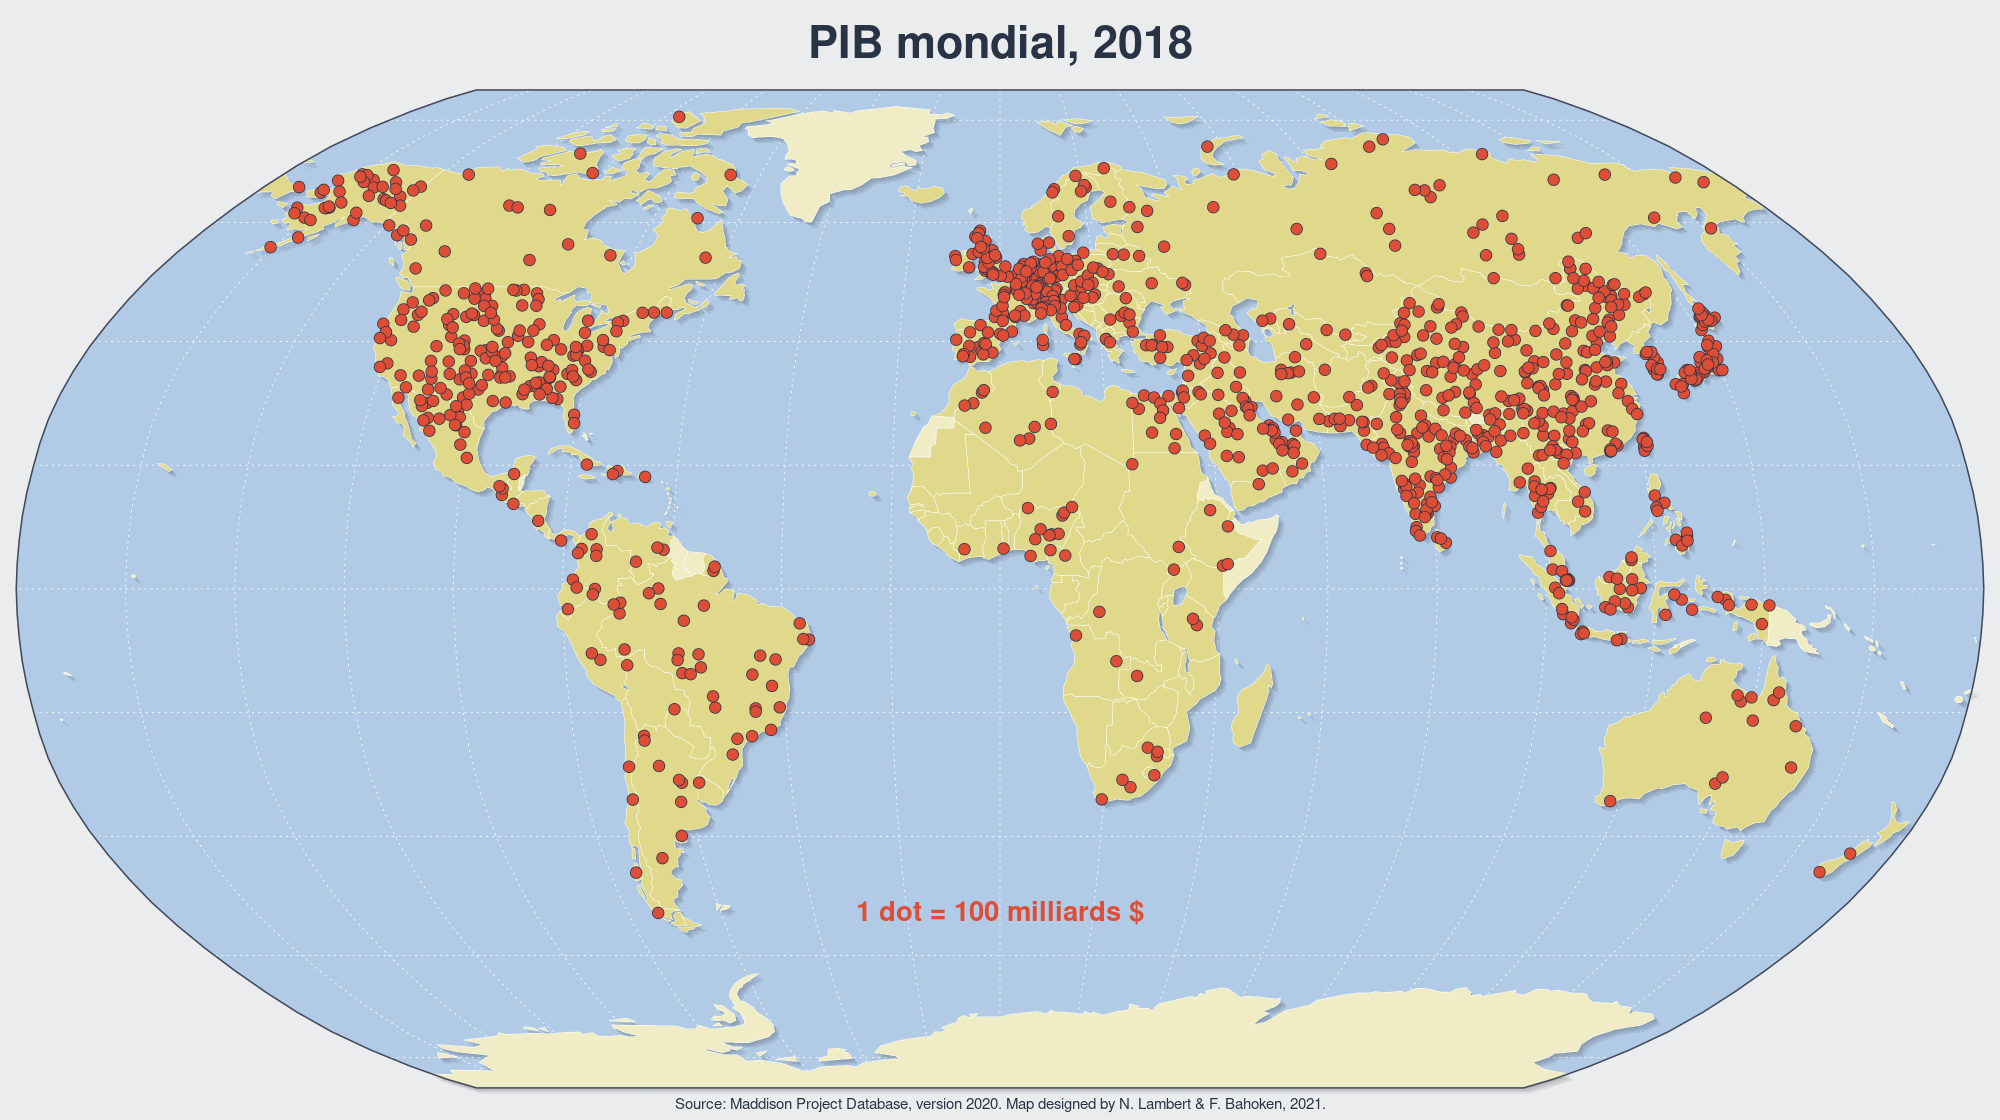 PIB mondial, 2018
1 dot = 100 milliards $
Source: Maddison Project Database, version 2020. Map designed by N. Lambert & F. Bahoken, 2021.